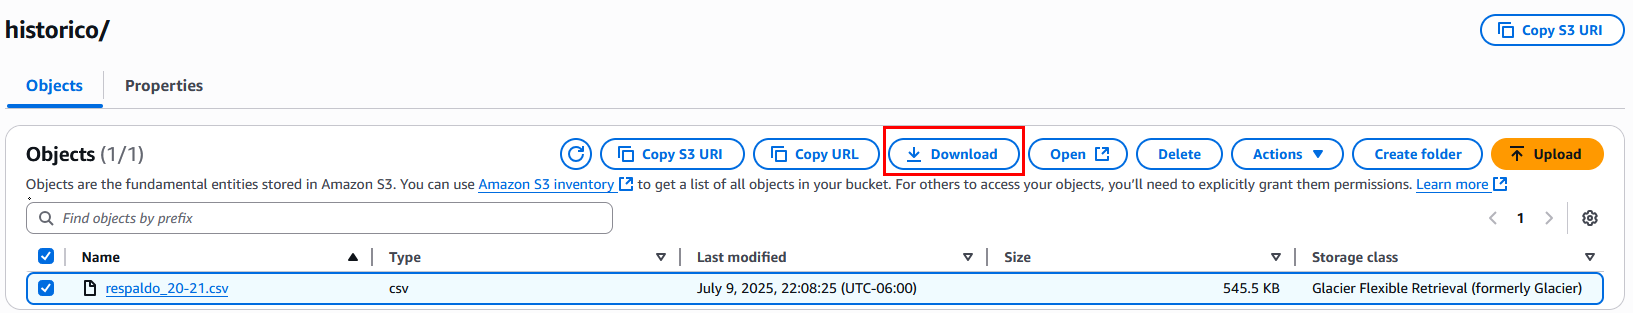 historico/
Copy S3 URI
Objects Properties
Objects (1/1)
Copy S3 URI Copy URL Download Open Delete Actions Create folder Upload
Objects are the fundamental entities stored in Amazon S3. You can use Amazon S3 inventory to get a list of all objects in your bucket. For others to access your objects, you'll need to explicitly grant them permissions. Learn more
Find objects by prefix
1
Name Type Last modified Size Storage class
respaldo_20-21.csv csv July 9, 2025, 22:08:25 (UTC-06:00) 545.5 KB Glacier Flexible Retrieval (formerly Glacier)